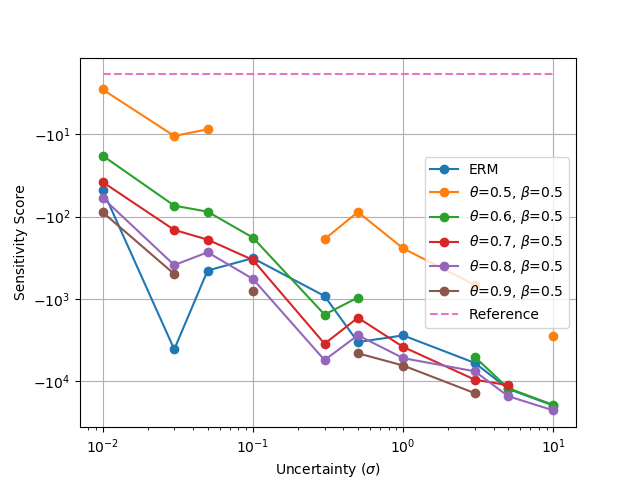 −10¹
−10²
−10³
−10⁴
Sensitivity Score
10⁻²
10⁻¹
10⁰
10¹
Uncertainty (σ)
ERM
θ=0.5, β=0.5
θ=0.6, β=0.5
θ=0.7, β=0.5
θ=0.8, β=0.5
θ=0.9, β=0.5
Reference